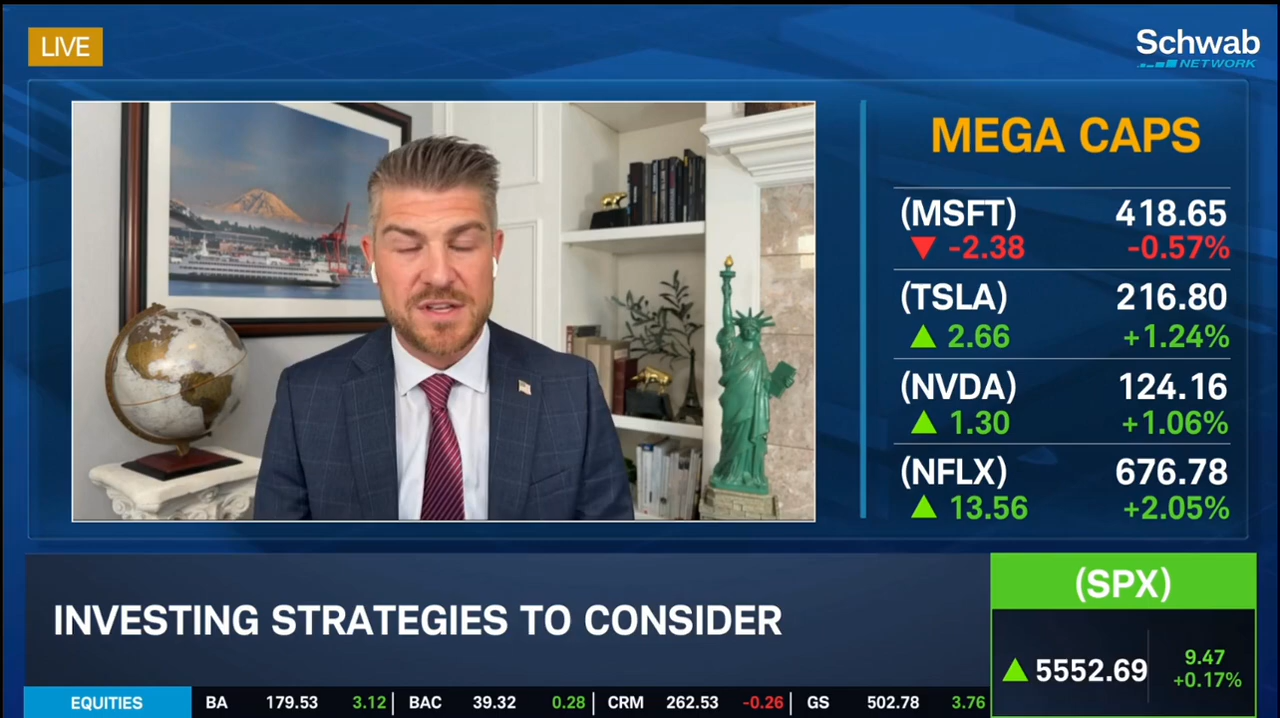 LIVE
Schwab
NETWORK
MEGA CAPS
(MSFT) 418.65
▼ -2.38 -0.57%
(TSLA) 216.80
▲ 2.66 +1.24%
(NVDA) 124.16
▲ 1.30 +1.06%
(NFLX) 676.78
▲ 13.56 +2.05%
INVESTING STRATEGIES TO CONSIDER
(SPX)
▲ 5552.69 9.47
+0.17%
EQUITIES BA 179.53 3.12 BAC 39.32 0.28 CRM 262.53 -0.26 GS 502.78 3.76